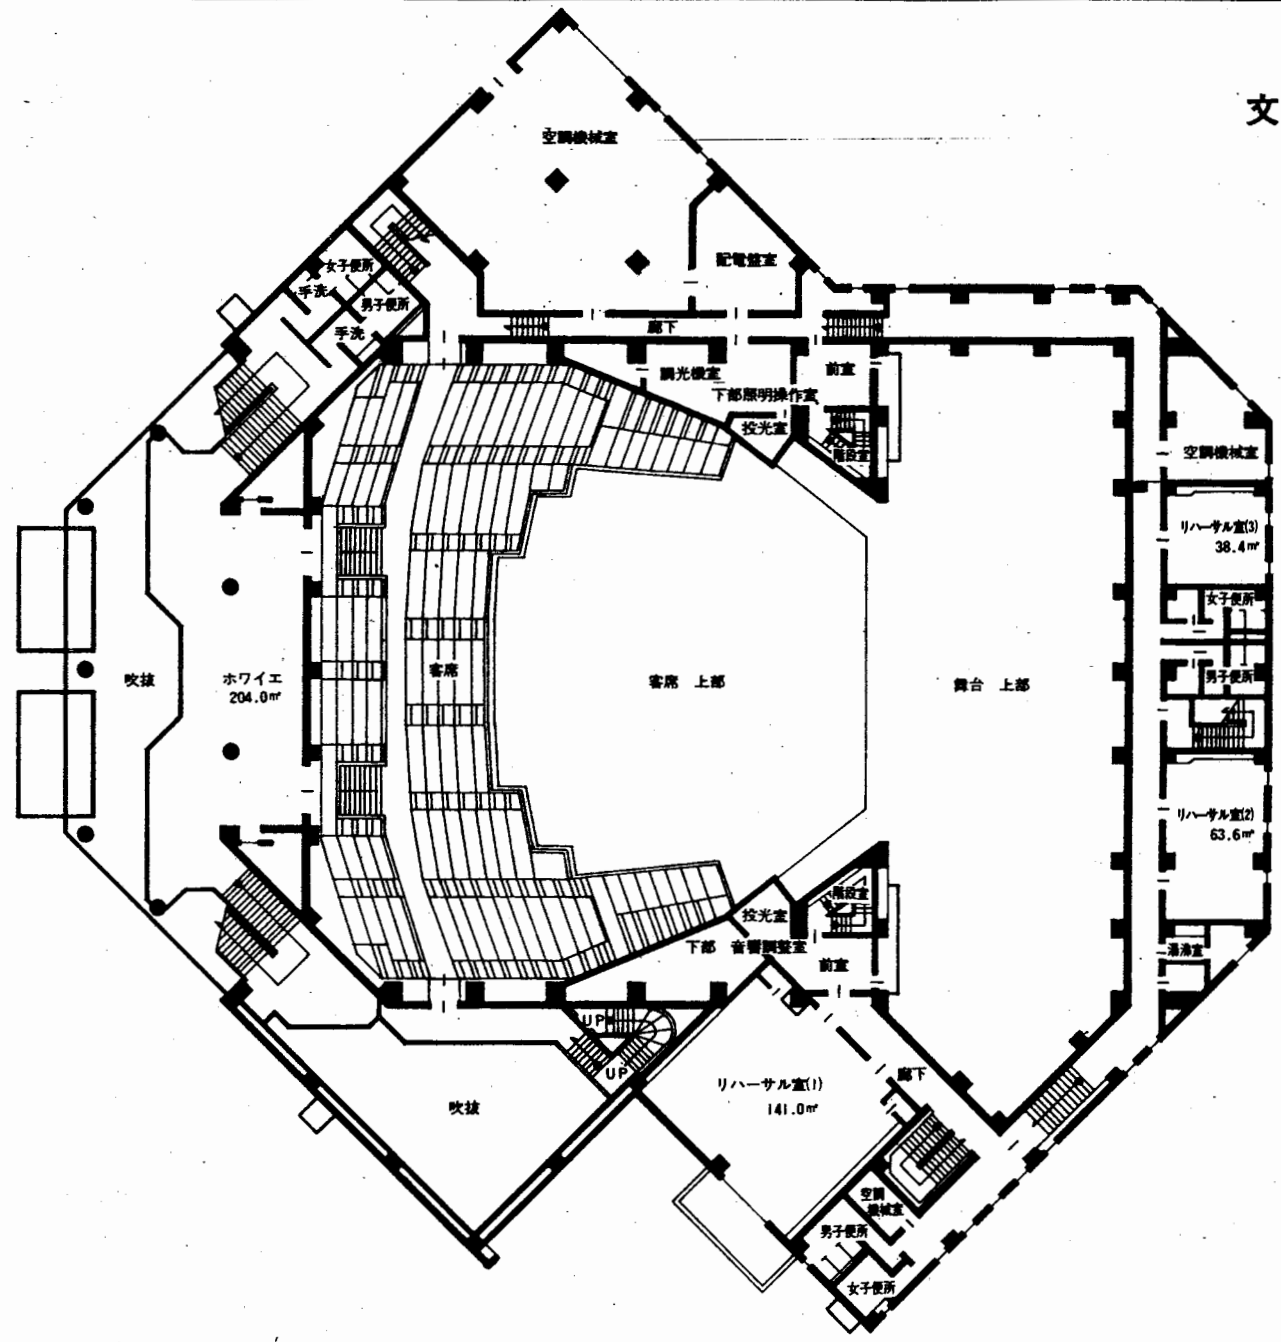 文
空調機械室
配電盤室
女子便所
手洗
男子便所
手洗
廊下
調光機室
前室
下部照明操作室
投光室
階段室
空調機械室
リハーサル室(3)
38.4㎡
女子便所
男子便所
吹抜
ホワイエ
204.0㎡
客席
客席 上部
舞台 上部
リハーサル室(2)
63.6㎡
階段室
投光室
下部 音響調整室
前室
湯沸室
UP
UP
リハーサル室(1)
141.0㎡
廊下
吹抜
空調
機械室
男子便所
女子便所